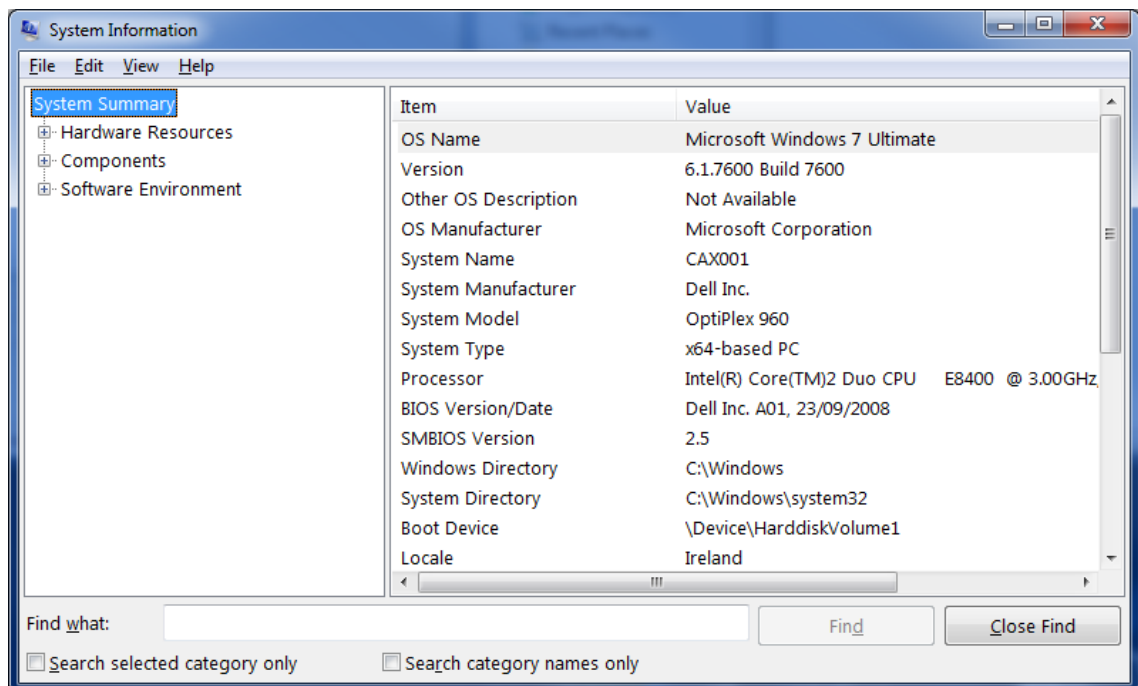 System Information
File Edit View Help
System Summary
Hardware Resources
Components
Software Environment
Item Value
OS Name Microsoft Windows 7 Ultimate
Version 6.1.7600 Build 7600
Other OS Description Not Available
OS Manufacturer Microsoft Corporation
System Name CAX001
System Manufacturer Dell Inc.
System Model OptiPlex 960
System Type x64-based PC
Processor Intel(R) Core(TM)2 Duo CPU E8400 @ 3.00GHz,
BIOS Version/Date Dell Inc. A01, 23/09/2008
SMBIOS Version 2.5
Windows Directory C:\Windows
System Directory C:\Windows\system32
Boot Device \Device\HarddiskVolume1
Locale Ireland
Find what: Find Close Find
Search selected category only Search category names only